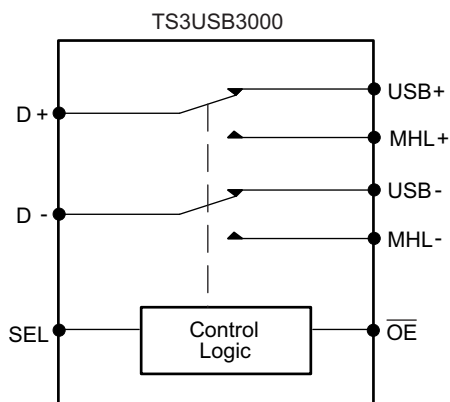 TS3USB3000
USB+
D +
MHL+
USB-
D -
MHL-
SEL
Control
Logic
OE